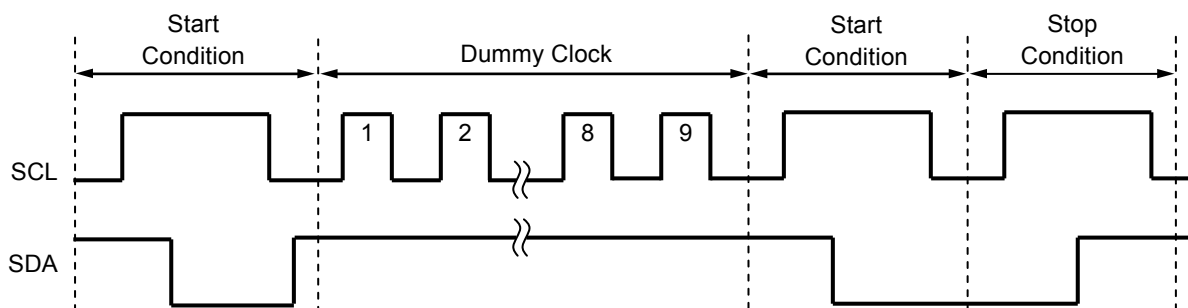 Start
Condition
Dummy Clock
Start
Condition
Stop
Condition
SCL
1 2 8 9
SDA